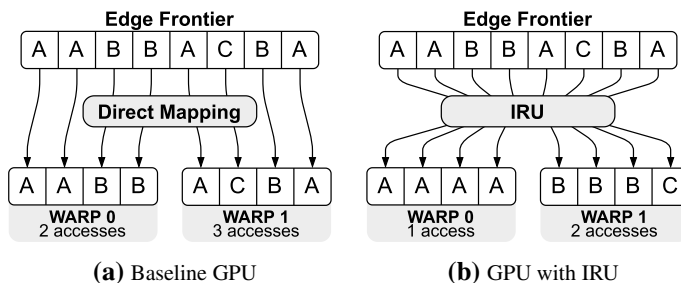 Edge Frontier
A A B B A C B A
Direct Mapping
A A B B
A C B A
WARP 0
2 accesses
WARP 1
3 accesses
(a) Baseline GPU
Edge Frontier
A A B B A C B A
IRU
A A A A
B B B C
WARP 0
1 access
WARP 1
2 accesses
(b) GPU with IRU